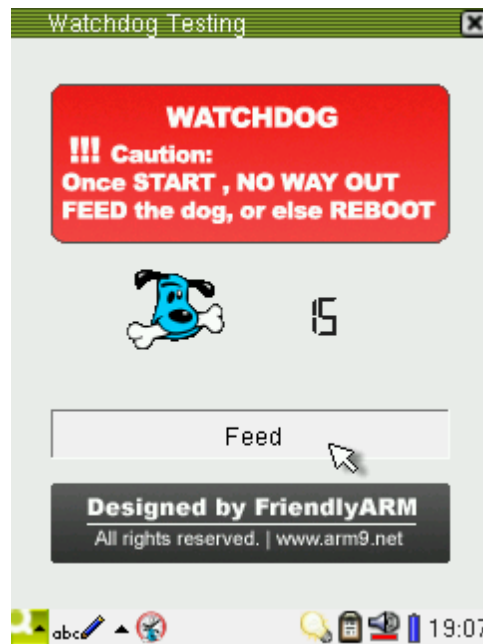 Watchdog Testing
WATCHDOG
!!! Caution:
Once START , NO WAY OUT
FEED the dog, or else REBOOT
15
Feed
Designed by FriendlyARM
All rights reserved. | www.arm9.net
abc 19:07